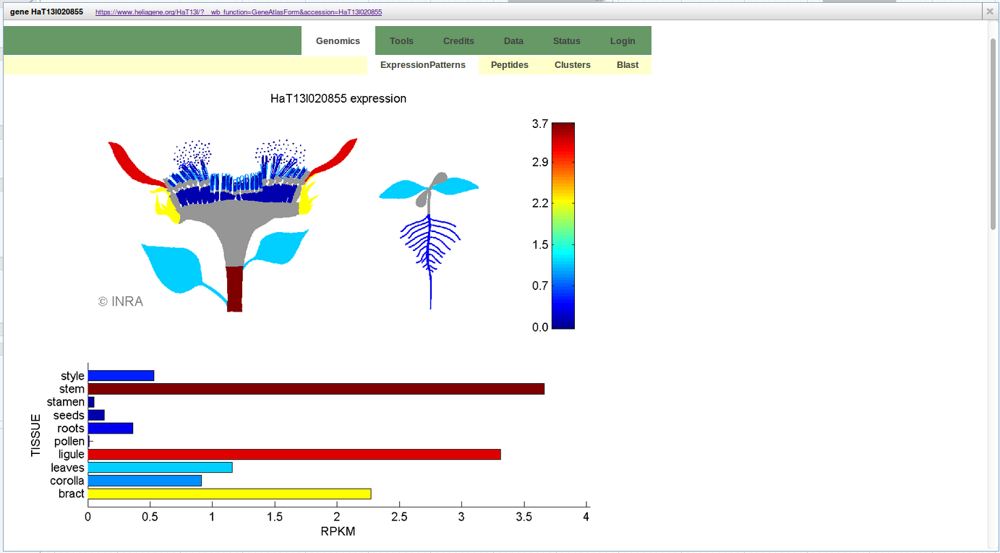 gene HaT13l020855 https://www.heliagene.org/HaT13l/?__wb_function=GeneAtlasForm&accession=HaT13l020855
Genomics Tools Credits Data Status Login
ExpressionPatterns Peptides Clusters Blast
HaT13l020855 expression
3.7
2.9
2.2
1.5
0.7
0.0
© INRA
style
stem
stamen
seeds
roots
pollen
ligule
leaves
corolla
bract
TISSUE
0 0.5 1 1.5 2 2.5 3 3.5 4
RPKM